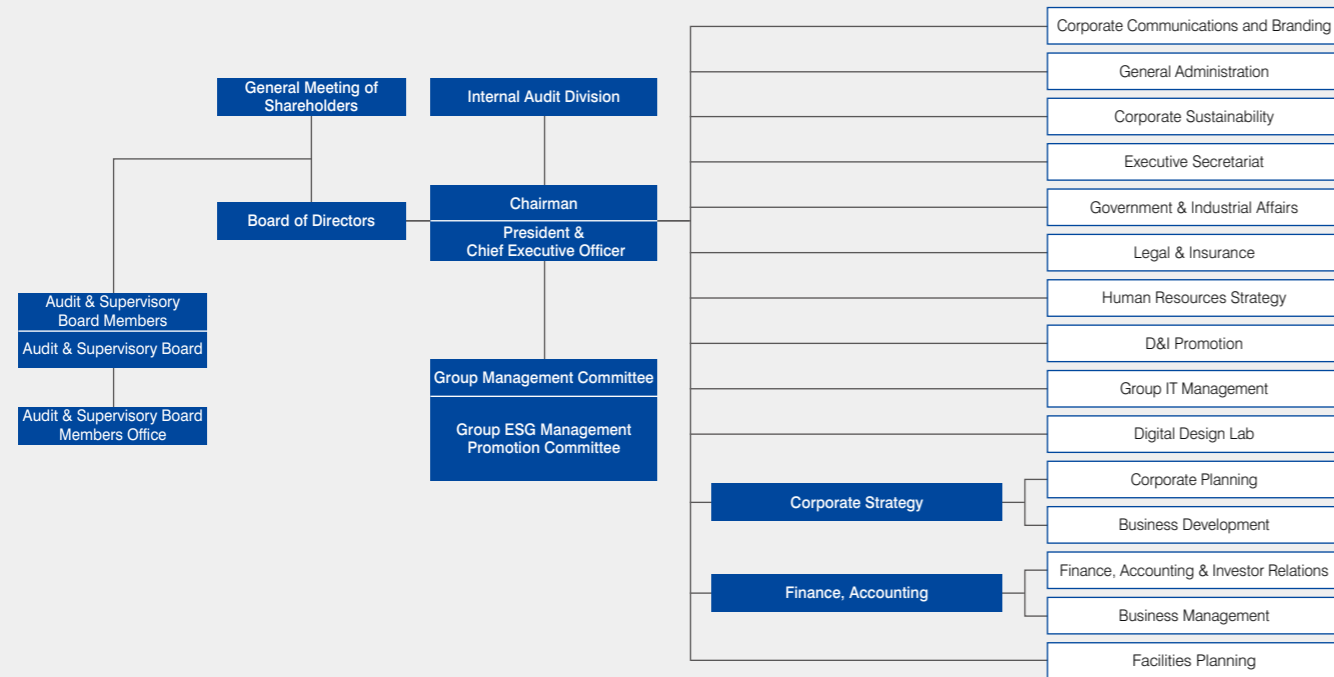 General Meeting of
Shareholders
Internal Audit Division
Board of Directors
Chairman
President &
Chief Executive Officer
Audit & Supervisory
Board Members
Audit & Supervisory Board
Audit & Supervisory Board
Members Office
Group Management Committee
Group ESG Management
Promotion Committee
Corporate Communications and Branding
General Administration
Corporate Sustainability
Executive Secretariat
Government & Industrial Affairs
Legal & Insurance
Human Resources Strategy
D&I Promotion
Group IT Management
Digital Design Lab
Corporate Strategy
Corporate Planning
Business Development
Finance, Accounting
Finance, Accounting & Investor Relations
Business Management
Facilities Planning